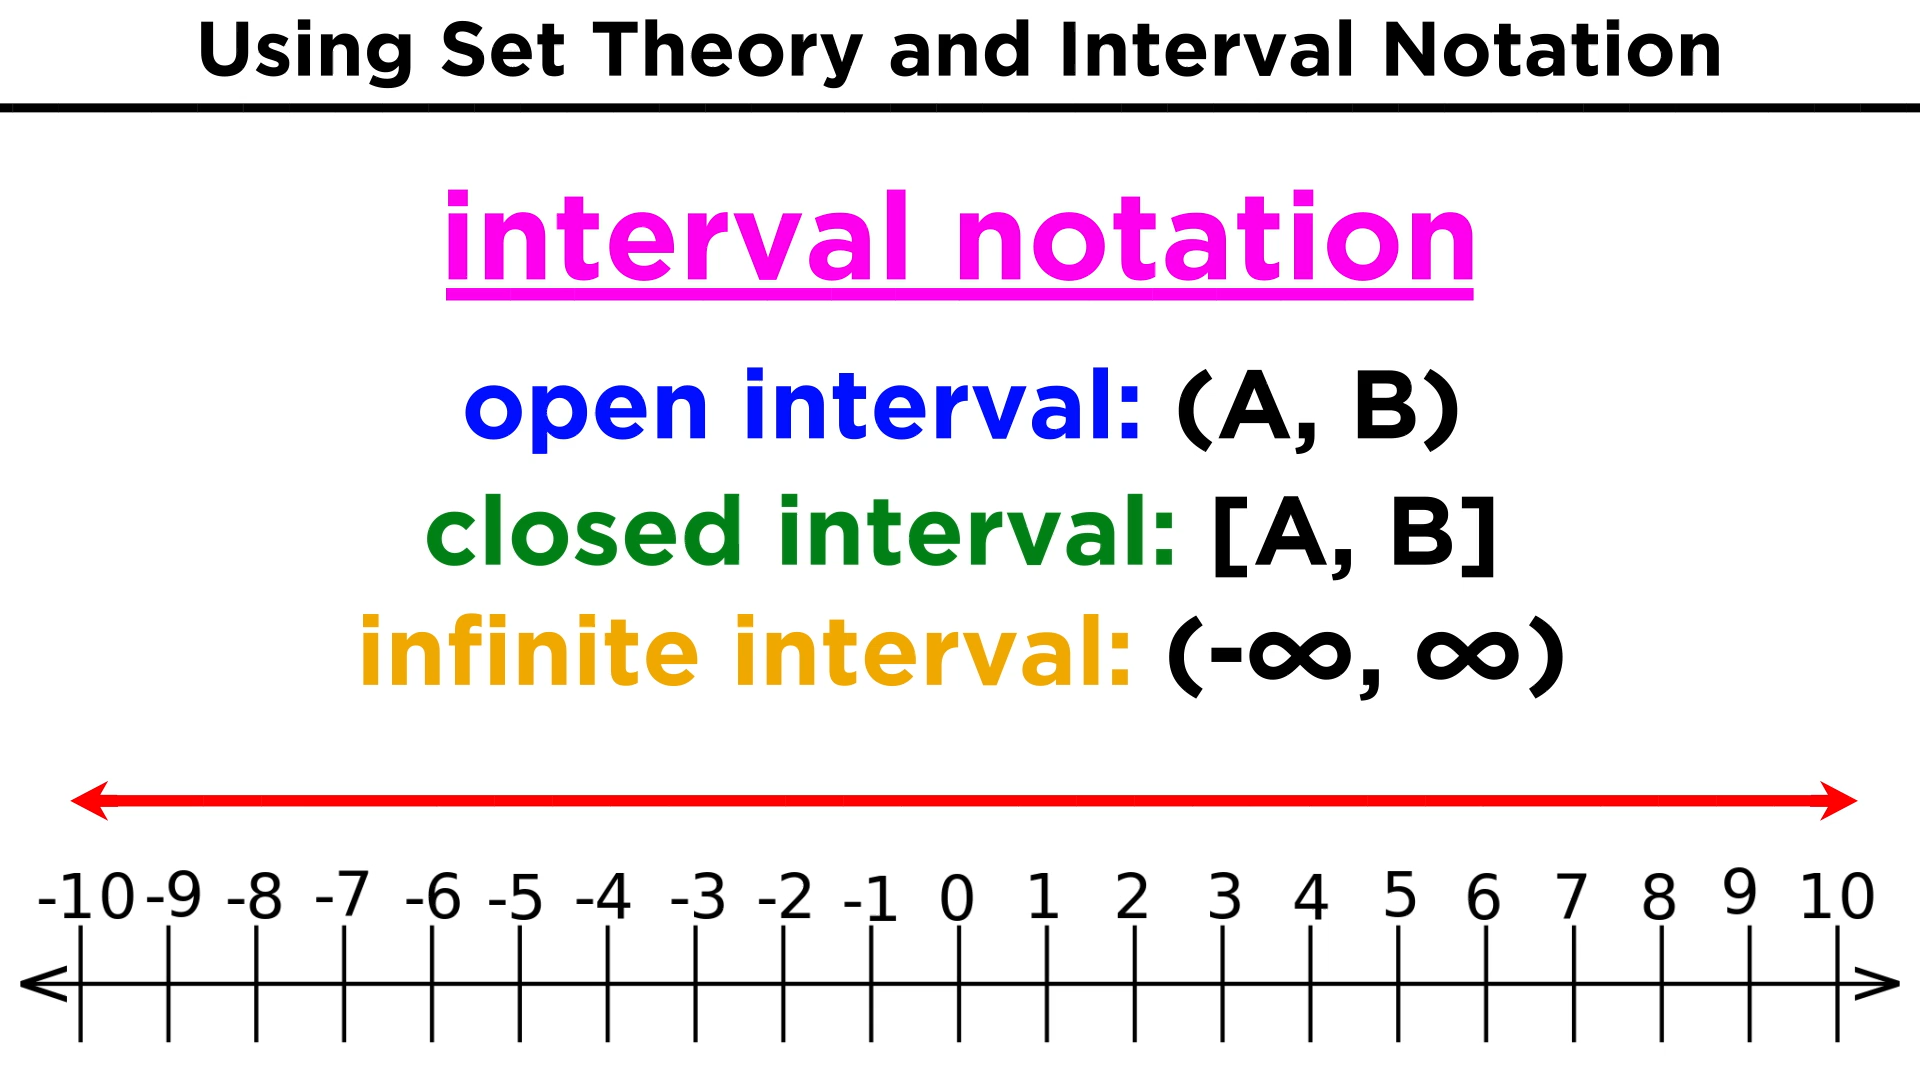 Using Set Theory and Interval Notation
interval notation
open interval: (A, B)
closed interval: [A, B]
infinite interval: (-∞, ∞)
-10 -9 -8 -7 -6 -5 -4 -3 -2 -1 0 1 2 3 4 5 6 7 8 9 10